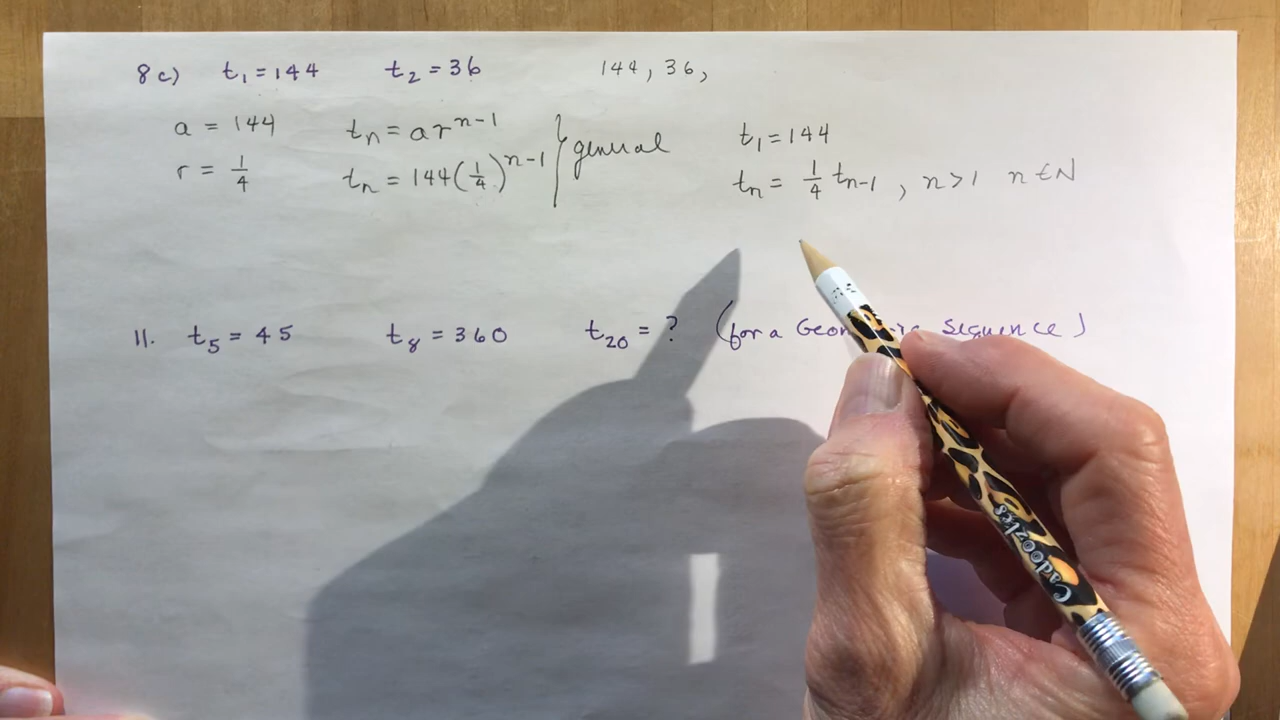 8c) t₁ = 144 t₂ = 36 144, 36,
a = 144 tₙ = arⁿ⁻¹
r = 1/4 tₙ = 144(1/4)ⁿ⁻¹ } general
t₁ = 144
tₙ = 1/4 tₙ₋₁ , n > 1 n ∈ N
11. t₅ = 45 t₈ = 360 t₂₀ = ? (for a Sequence)
Cadoozles